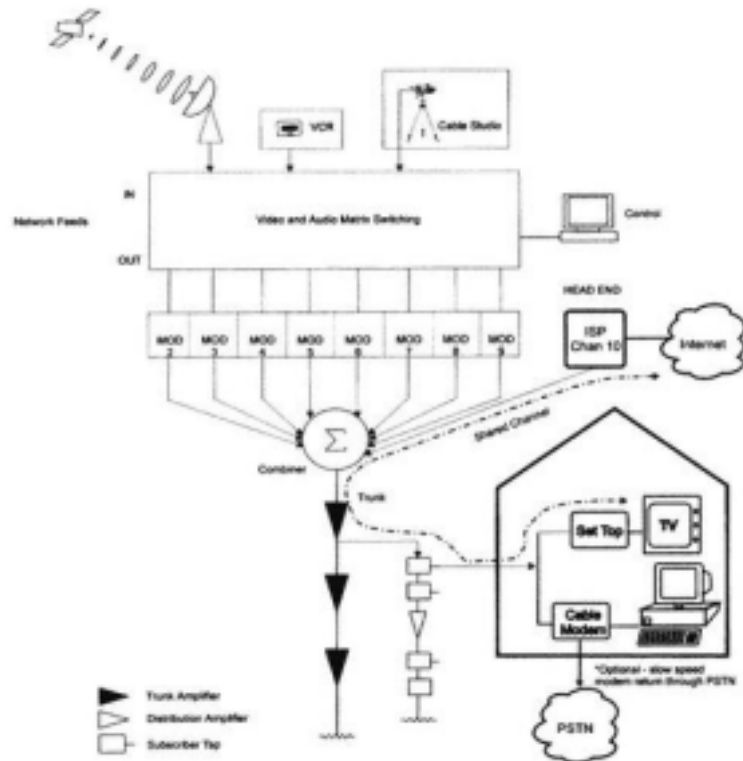 VCR
Cable Studio
IN
Network Feeds
Video and Audio Matrix Switching
Control
OUT
HEAD END
MOD 2
MOD 3
MOD 4
MOD 5
MOD 6
MOD 7
MOD 8
MOD 9
ISP
Chan 10
Internet
Shared Channel
Σ
Combiner
Trunk
Set Top
TV
Cable
Modem
*Optional - slow speed
modem return through PSTN
PSTN
Trunk Amplifier
Distribution Amplifier
Subscriber Tap